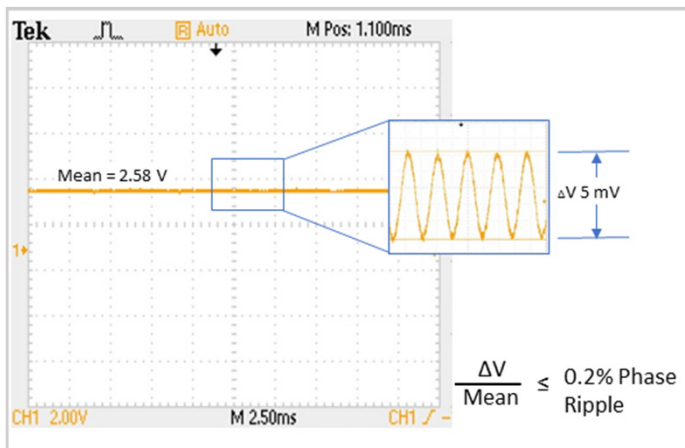 Tek R Auto M Pos: 1.100ms
Mean = 2.58 V
ΔV 5 mV
1
ΔV
Mean
≤ 0.2% Phase
Ripple
CH1 2.00V M 2.50ms CH1